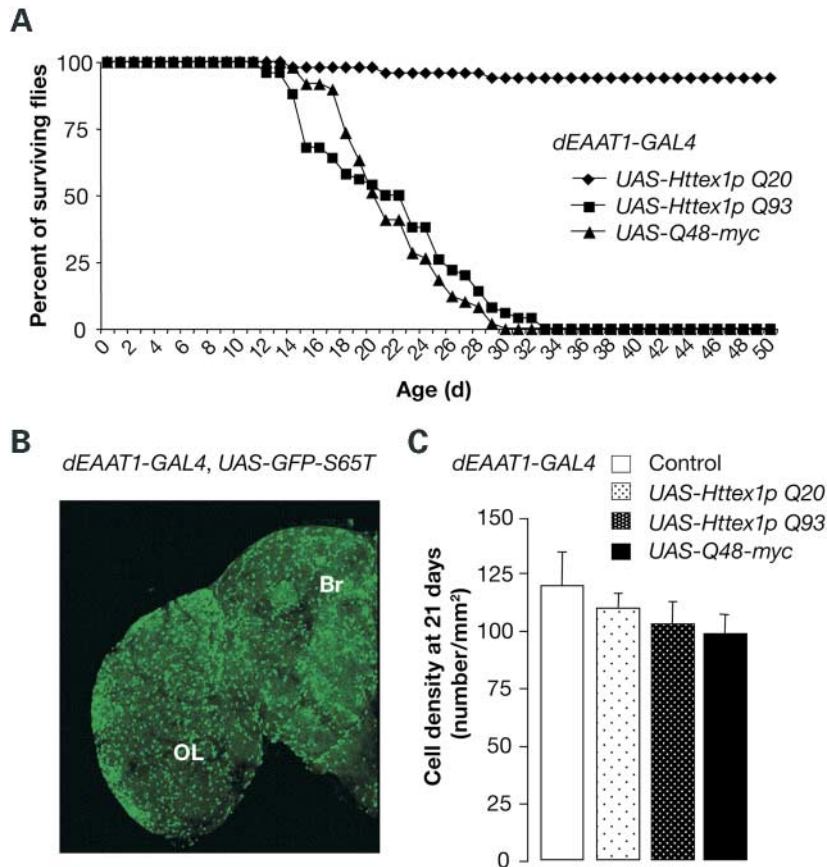 A
100
75
50
25
0
Percent of surviving flies
dEAAT1-GAL4
UAS-Httex1p Q20
UAS-Httex1p Q93
UAS-Q48-myc
0 2 4 6 8 10 12 14 16 18 20 22 24 26 28 30 32 34 36 38 40 42 44 46 48 50
Age (d)
B
dEAAT1-GAL4, UAS-GFP-S65T
Br
OL
C
dEAAT1-GAL4
Control
UAS-Httex1p Q20
UAS-Httex1p Q93
UAS-Q48-myc
150
125
100
75
50
25
0
Cell density at 21 days
(number/mm²)